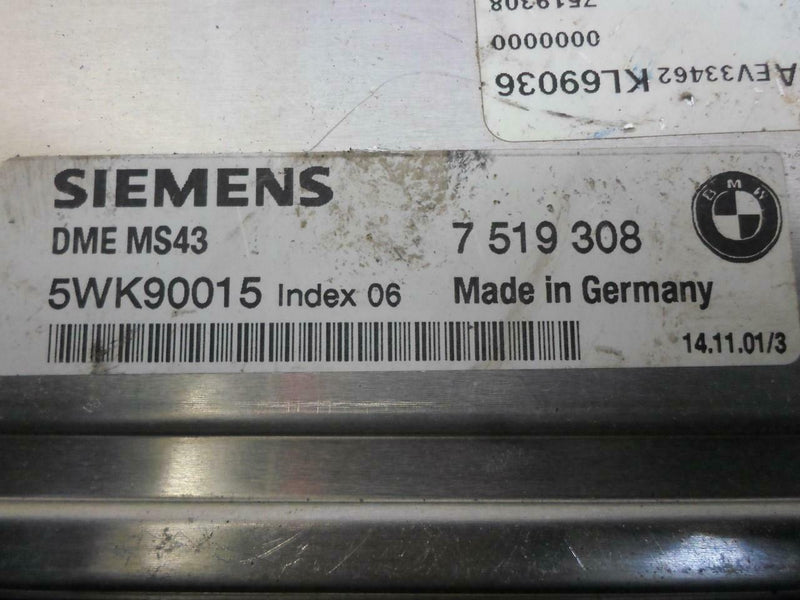 7519308
0000000
AEV33462 KL69036
SIEMENS
BMW
DME MS43
7 519 308
5WK90015 Index 06
Made in Germany
14.11.01/3